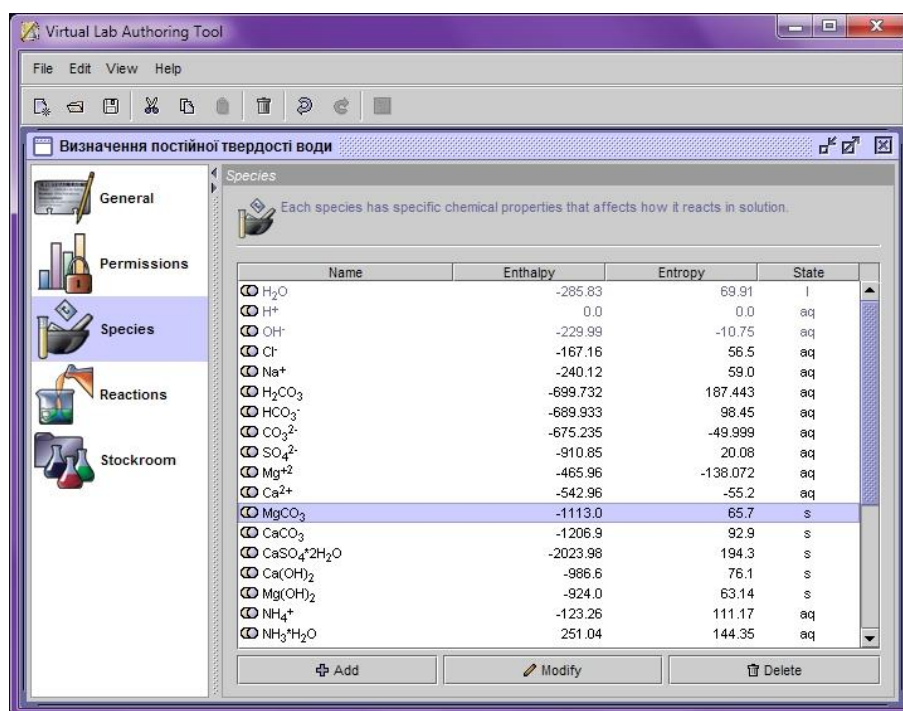 Virtual Lab Authoring Tool
File Edit View Help
Визначення постійної твердості води
General
Permissions
Species
Reactions
Stockroom
Species
Each species has specific chemical properties that affects how it reacts in solution.
Name Enthalpy Entropy State
H₂O -285.83 69.91 l
H⁺ 0.0 0.0 aq
OH⁻ -229.99 -10.75 aq
Cl⁻ -167.16 56.5 aq
Na⁺ -240.12 59.0 aq
H₂CO₃ -699.732 187.443 aq
HCO₃⁻ -689.933 98.45 aq
CO₃²⁻ -675.235 -49.999 aq
SO₄²⁻ -910.85 20.08 aq
Mg⁺² -465.96 -138.072 aq
Ca²⁺ -542.96 -55.2 aq
MgCO₃ -1113.0 65.7 s
CaCO₃ -1206.9 92.9 s
CaSO₄*2H₂O -2023.98 194.3 s
Ca(OH)₂ -986.6 76.1 s
Mg(OH)₂ -924.0 63.14 s
NH₄⁺ -123.26 111.17 aq
NH₃*H₂O 251.04 144.35 aq
Add Modify Delete